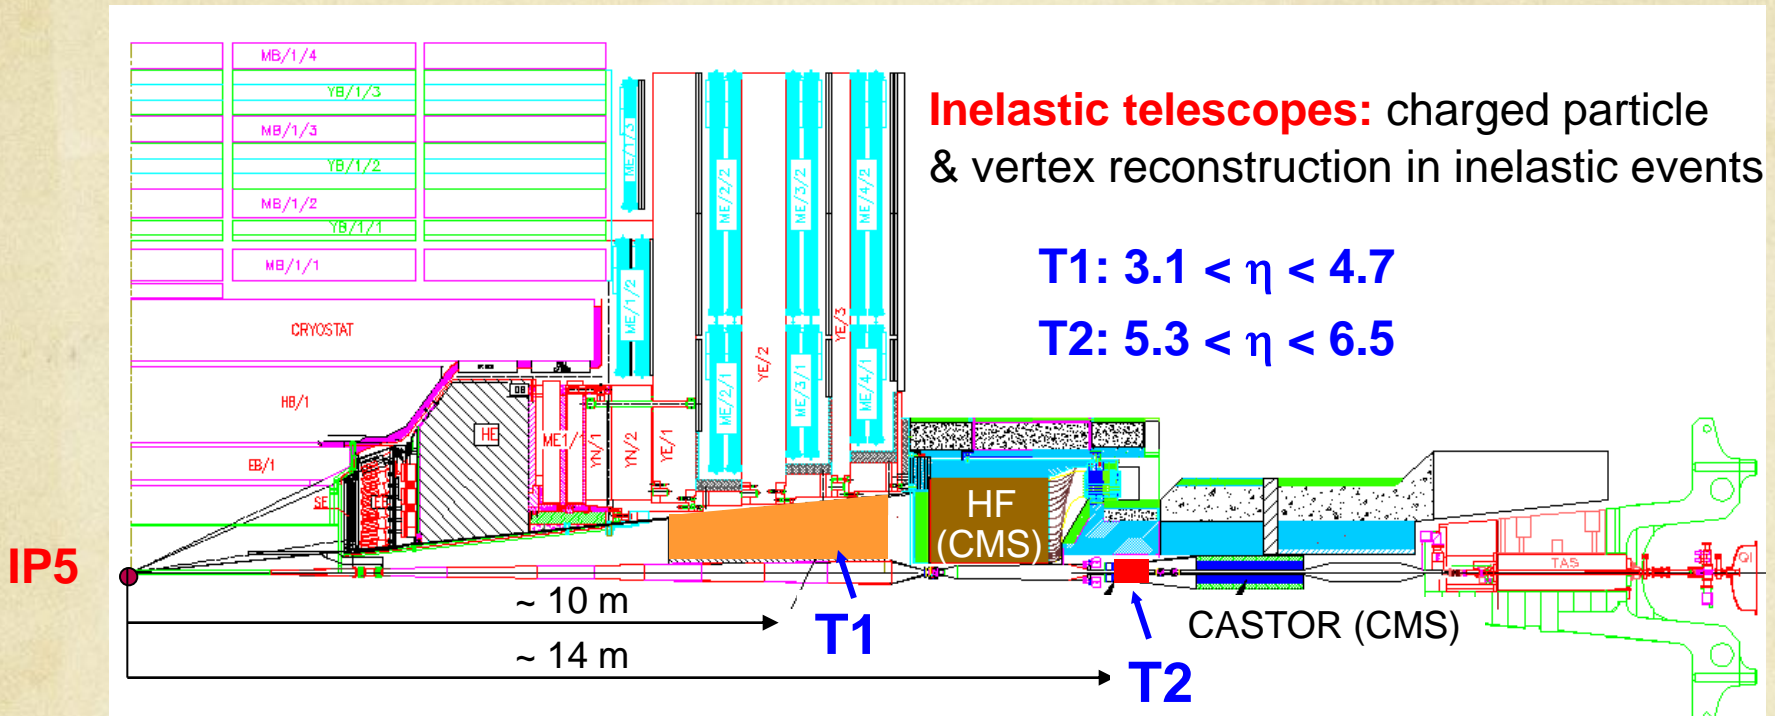 MB/1/4
YB/1/3
MB/1/3
YB/1/2
MB/1/2
YB/1/1
MB/1/1
CRYOSTAT
HB/1
EB/1
SE
HE
ME1/1
YN/1
YN/2
YE/1
ME/1/3
ME/1/2
ME/2/2
ME/2/1
YE/2
ME/3/2
ME/3/1
YE/3
ME/4/2
ME/4/1
Inelastic telescopes: charged particle
& vertex reconstruction in inelastic events
T1: 3.1 < η < 4.7
T2: 5.3 < η < 6.5
HF
(CMS)
TAS
Q1
IP5
~ 10 m
T1
CASTOR (CMS)
~ 14 m
T2